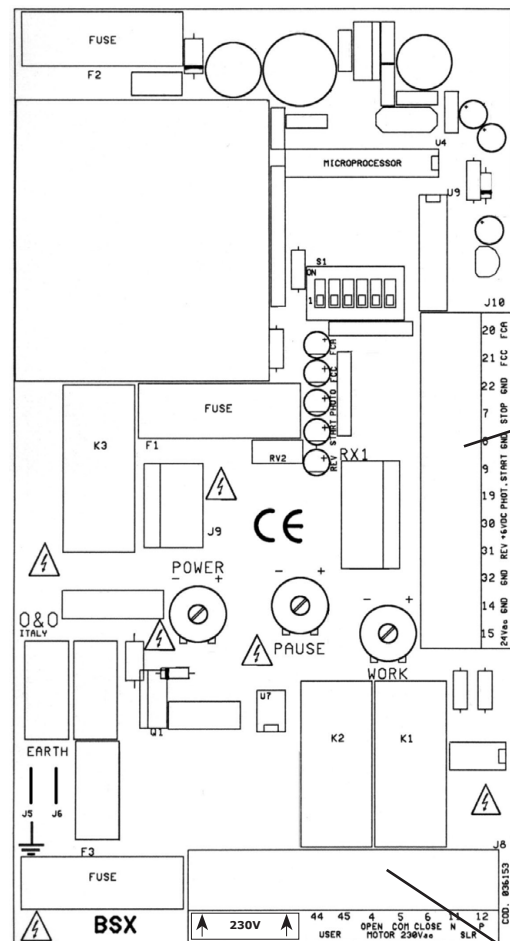 FUSE
F2
U4
MICROPROCESSOR
U9
S1
ON
1
J10
20 FCA
21 FCC
22 GND
7 STOP
8 GND
9 START
19 PHOT.
30 +6VDC
31 REV
32 GND
14 GND
15 24Vac
FCA
FCC
PHOTO
START
REV
FUSE
F1
K3
RV2
RX1
J9
CE
POWER
- +
PAUSE
- +
WORK
- +
O&O
ITALY
U7
Q1
K2
K1
EARTH
J5 J6
F3
FUSE
J8
COD. 036153
BSX
230V
44 45 4 5 6 11 12
OPEN COM CLOSE N P
USER MOTOR 230Vac SLR